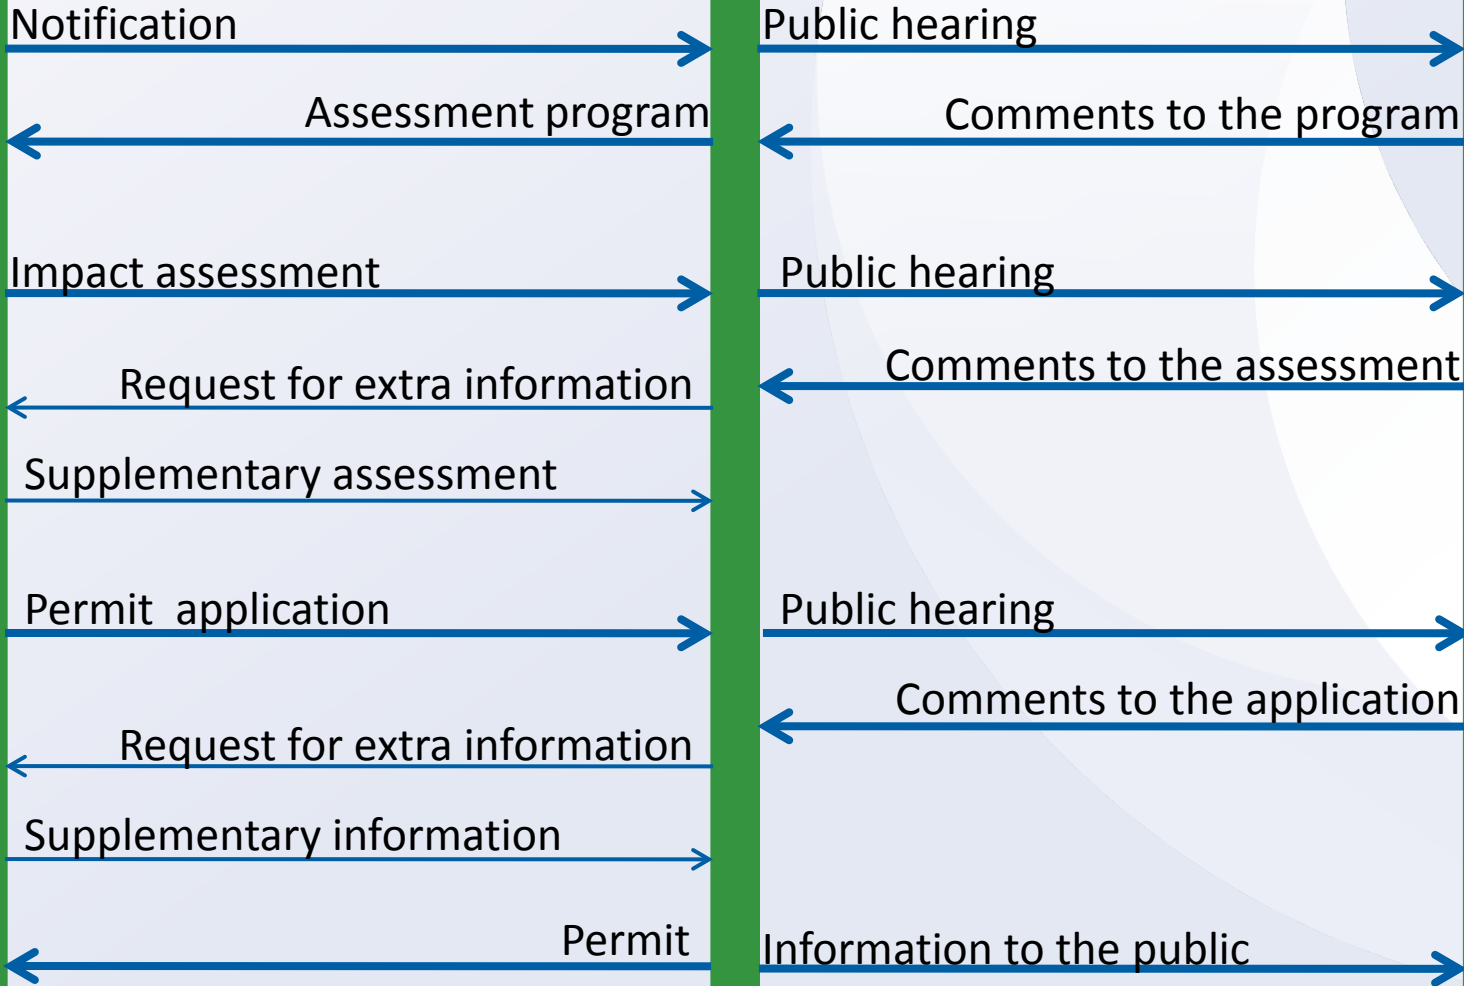 Notification
Public hearing
Assessment program
Comments to the program
Impact assessment
Public hearing
Request for extra information
Comments to the assessment
Supplementary assessment
Permit  application
Public hearing
Comments to the application
Request for extra information
Supplementary information
Permit
Information to the public